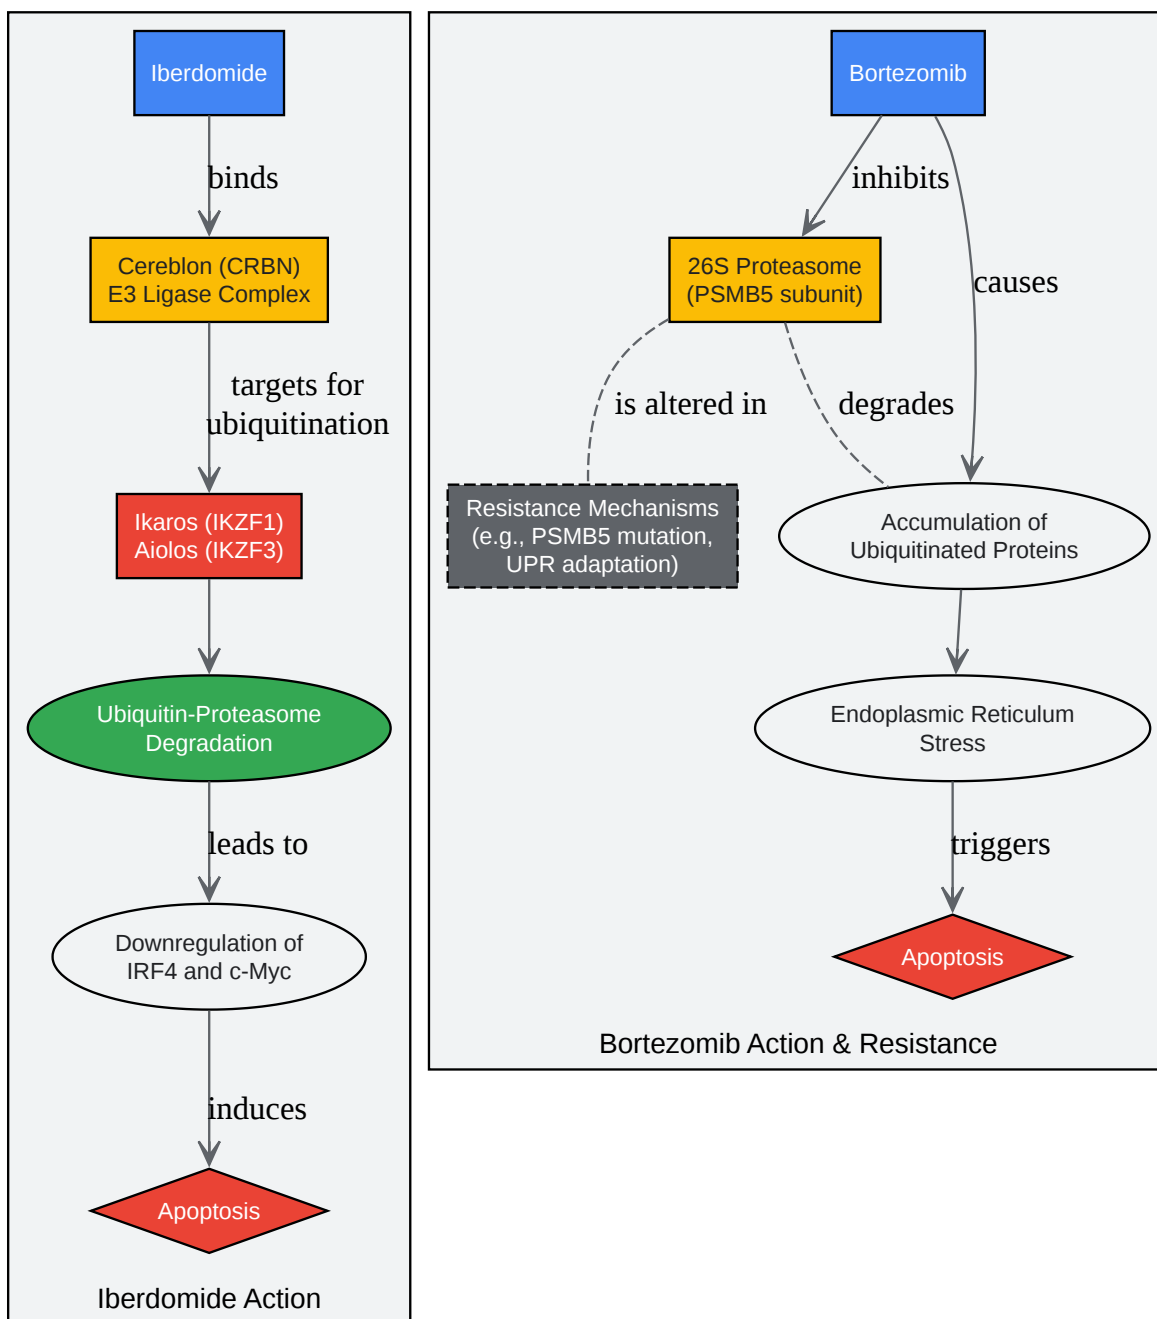 Iberdomide
binds
Cereblon (CRBN)
E3 Ligase Complex
targets for
ubiquitination
Ikaros (IKZF1)
Aiolos (IKZF3)
Ubiquitin-Proteasome
Degradation
leads to
Downregulation of
IRF4 and c-Myc
induces
Apoptosis
Iberdomide Action
Bortezomib
inhibits
causes
26S Proteasome
(PSMB5 subunit)
is altered in
degrades
Resistance Mechanisms
(e.g., PSMB5 mutation,
UPR adaptation)
Accumulation of
Ubiquitinated Proteins
Endoplasmic Reticulum
Stress
triggers
Apoptosis
Bortezomib Action & Resistance